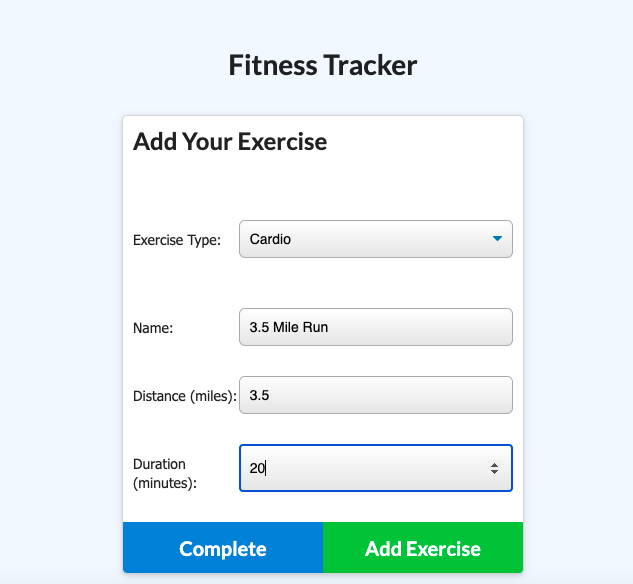 Fitness Tracker
Add Your Exercise
Exercise Type: Cardio
Name: 3.5 Mile Run
Distance (miles): 3.5
Duration
(minutes): 20
Complete Add Exercise